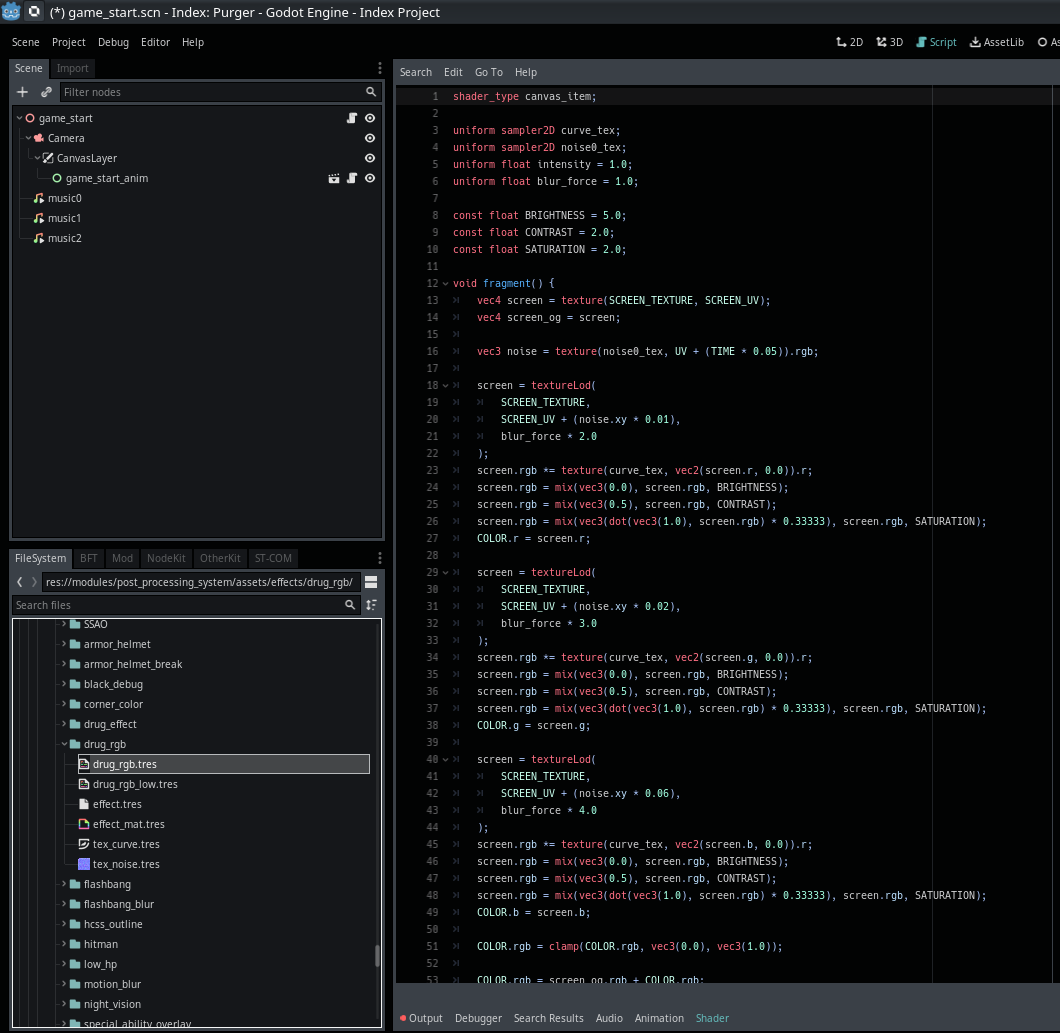 (*) game_start.scn - Index: Purger - Godot Engine - Index Project
Scene Project Debug Editor Help
2D 3D Script AssetLib As
Scene Import
Filter nodes
game_start
Camera
CanvasLayer
game_start_anim
music0
music1
music2
FileSystem BFT Mod NodeKit OtherKit ST-COM
res://modules/post_processing_system/assets/effects/drug_rgb/
Search files
SSAO
armor_helmet
armor_helmet_break
black_debug
corner_color
drug_effect
drug_rgb
drug_rgb.tres
drug_rgb_low.tres
effect.tres
effect_mat.tres
tex_curve.tres
tex_noise.tres
flashbang
flashbang_blur
hcss_outline
hitman
low_hp
motion_blur
night_vision
special_ability_overlay
Search Edit Go To Help
1 shader_type canvas_item;
2
3 uniform sampler2D curve_tex;
4 uniform sampler2D noise0_tex;
5 uniform float intensity = 1.0;
6 uniform float blur_force = 1.0;
7
8 const float BRIGHTNESS = 5.0;
9 const float CONTRAST = 2.0;
10 const float SATURATION = 2.0;
11
12 void fragment() {
13 vec4 screen = texture(SCREEN_TEXTURE, SCREEN_UV);
14 vec4 screen_og = screen;
15
16 vec3 noise = texture(noise0_tex, UV + (TIME * 0.05)).rgb;
17
18 screen = textureLod(
19 SCREEN_TEXTURE,
20 SCREEN_UV + (noise.xy * 0.01),
21 blur_force * 2.0
22 );
23 screen.rgb *= texture(curve_tex, vec2(screen.r, 0.0)).r;
24 screen.rgb = mix(vec3(0.0), screen.rgb, BRIGHTNESS);
25 screen.rgb = mix(vec3(0.5), screen.rgb, CONTRAST);
26 screen.rgb = mix(vec3(dot(vec3(1.0), screen.rgb) * 0.33333), screen.rgb, SATURATION);
27 COLOR.r = screen.r;
28
29 screen = textureLod(
30 SCREEN_TEXTURE,
31 SCREEN_UV + (noise.xy * 0.02),
32 blur_force * 3.0
33 );
34 screen.rgb *= texture(curve_tex, vec2(screen.g, 0.0)).r;
35 screen.rgb = mix(vec3(0.0), screen.rgb, BRIGHTNESS);
36 screen.rgb = mix(vec3(0.5), screen.rgb, CONTRAST);
37 screen.rgb = mix(vec3(dot(vec3(1.0), screen.rgb) * 0.33333), screen.rgb, SATURATION);
38 COLOR.g = screen.g;
39
40 screen = textureLod(
41 SCREEN_TEXTURE,
42 SCREEN_UV + (noise.xy * 0.06),
43 blur_force * 4.0
44 );
45 screen.rgb *= texture(curve_tex, vec2(screen.b, 0.0)).r;
46 screen.rgb = mix(vec3(0.0), screen.rgb, BRIGHTNESS);
47 screen.rgb = mix(vec3(0.5), screen.rgb, CONTRAST);
48 screen.rgb = mix(vec3(dot(vec3(1.0), screen.rgb) * 0.33333), screen.rgb, SATURATION);
49 COLOR.b = screen.b;
50
51 COLOR.rgb = clamp(COLOR.rgb, vec3(0.0), vec3(1.0));
52
53 COLOR.rgb = screen_og.rgb + COLOR.rgb;
Output Debugger Search Results Audio Animation Shader